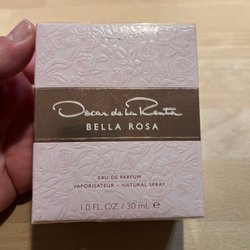 Oscar de la Renta
BELLA ROSA
EAU DE PARFUM
VAPORISATEUR - NATURAL SPRAY
1.0 FL. OZ / 30 mL e